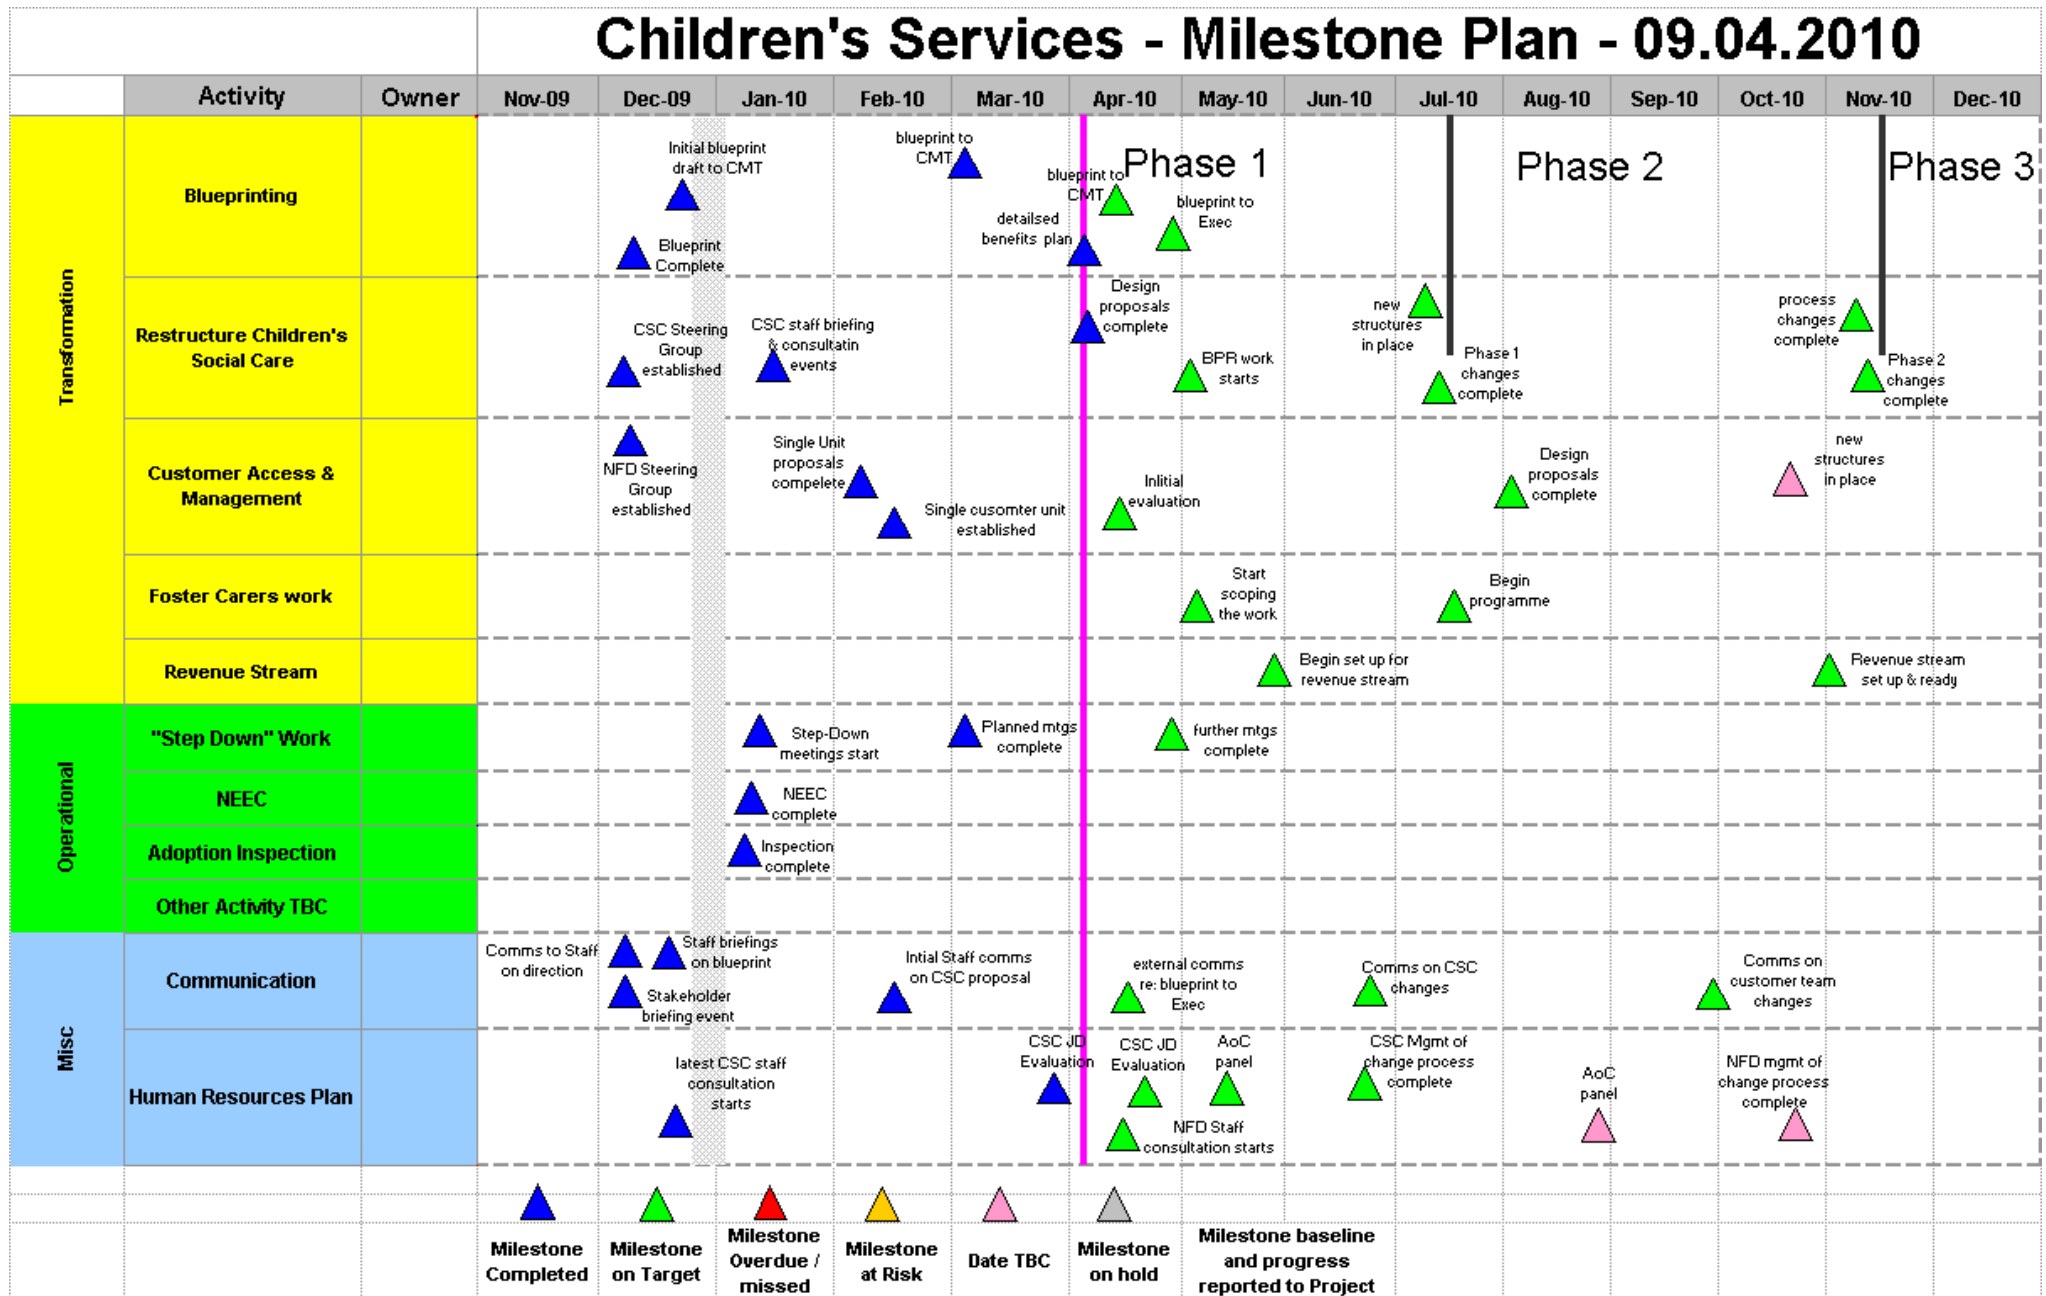 Children's Services - Milestone Plan - 09.04.2010
Activity
Owner
Nov-09
Dec-09
Jan-10
Feb-10
Mar-10
Apr-10
May-10
Jun-10
Jul-10
Aug-10
Sep-10
Oct-10
Nov-10
Dec-10
Phase 1
Phase 2
Phase 3
Transformation
Blueprinting
Initial blueprint
draft to CMT
Blueprint
Complete
blueprint to
CMT
detailsed
benefits plan
blueprint to
CMT
blueprint to
Exec
Restructure Children's
Social Care
CSC Steering
Group
established
CSC staff briefing
& consultatin
events
Design
proposals
complete
BPR work
starts
new
structures
in place
Phase 1
changes
complete
process
changes
complete
Phase 2
changes
complete
Customer Access &
Management
NFD Steering
Group
established
Single Unit
proposals
compelete
Single cusomter unit
established
Inlitial
evaluation
Design
proposals
complete
new
structures
in place
Foster Carers work
Start
scoping
the work
Begin
programme
Revenue Stream
Begin set up for
revenue stream
Revenue stream
set up & ready
Operational
"Step Down" Work
Step-Down
meetings start
Planned mtgs
complete
further mtgs
complete
NEEC
NEEC
complete
Adoption Inspection
Inspection
complete
Other Activity TBC
Misc
Communication
Comms to Staff
on direction
Staff briefings
on blueprint
Stakeholder
briefing event
Intial Staff comms
on CSC proposal
external comms
re: blueprint to
Exec
Comms on CSC
changes
Comms on
customer team
changes
Human Resources Plan
latest CSC staff
consultation
starts
CSC JD
Evaluation
CSC JD
Evaluation
NFD Staff
consultation starts
AoC
panel
CSC Mgmt of
change process
complete
AoC
panel
NFD mgmt of
change process
complete
Milestone
Completed
Milestone
on Target
Milestone
Overdue /
missed
Milestone
at Risk
Date TBC
Milestone
on hold
Milestone baseline
and progress
reported to Project